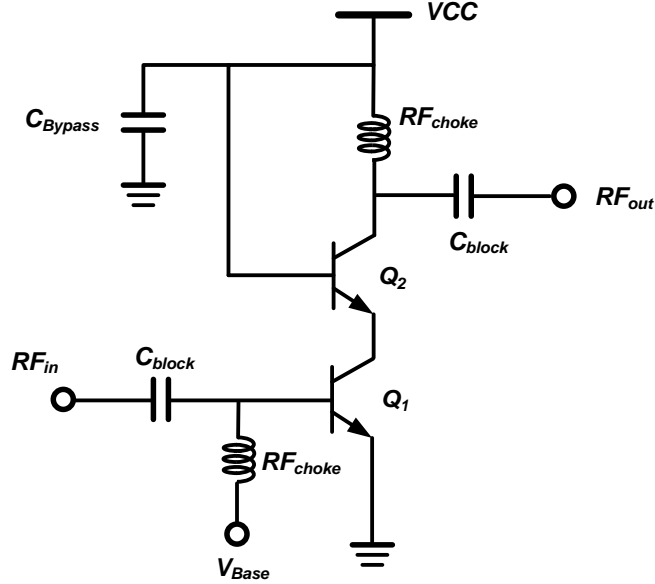 VCC
CBypass
RFchoke
RFout
Cblock
Q2
RFin
Cblock
Q1
RFchoke
VBase